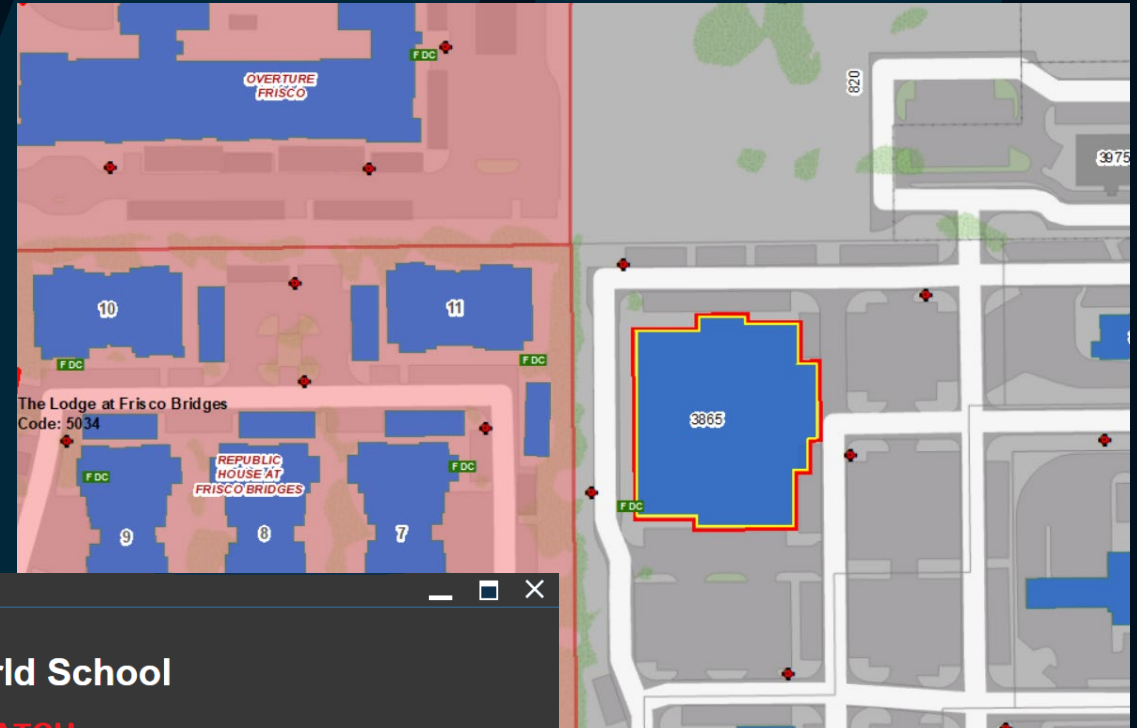 F DC
OVERTURE
FRISCO
820
3975
10
11
F DC
F DC
The Lodge at Frisco Bridges
Code: 5034
3865
REPUBLIC
HOUSE AT
FRISCO BRIDGES
F DC
F DC
F DC
9
8
7
rld School